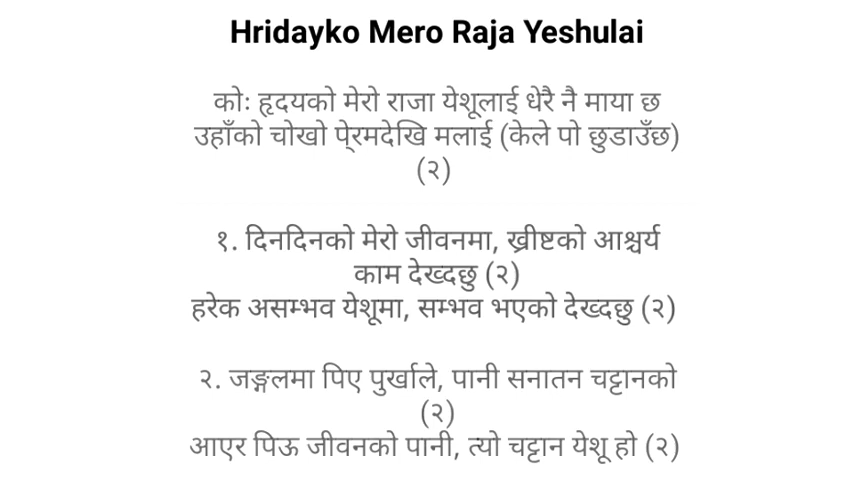 Hridayko Mero Raja Yeshulai
कोः हृदयको मेरो राजा येशूलाई धेरै नै माया छ
उहाँको चोखो पे्रमदेखि मलाई (केले पो छुडाउँछ)
(२)
१. दिनदिनको मेरो जीवनमा, ख्रीष्टको आश्चर्य
काम देख्दछु (२)
हरेक असम्भव येशूमा, सम्भव भएको देख्दछु (२)
२. जङ्गलमा पिए पुर्खाले, पानी सनातन चट्टानको
(२)
आएर पिऊ जीवनको पानी, त्यो चट्टान येशू हो (२)